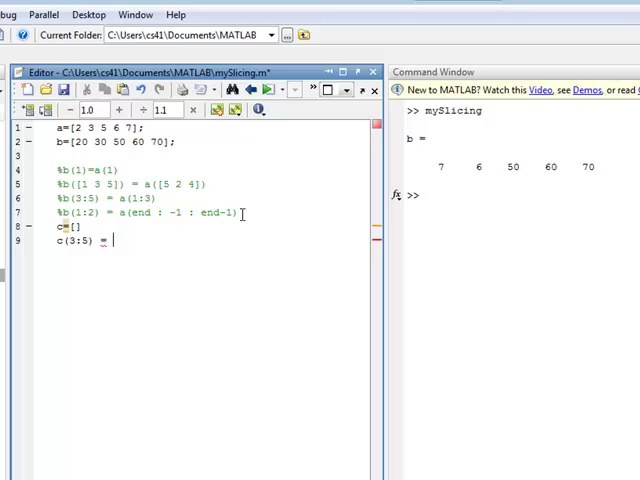 bug Parallel Desktop Window Help
Current Folder: C:\Users\cs41\Documents\MATLAB
Editor - C:\Users\cs41\Documents\MATLAB\mySlicing.m*
1.0
1.1
1 a=[2 3 5 6 7];
2 b=[20 30 50 60 70];
3
4 %b(1)=a(1)
5 %b([1 3 5]) = a([5 2 4])
6 %b(3:5) = a(1:3)
7 %b(1:2) = a(end : -1 : end-1)
8 c=[]
9 c(3:5) =
Command Window
New to MATLAB? Watch this Video, see Demos, or read
>> mySlicing
b =
7 6 50 60 70
fx >>